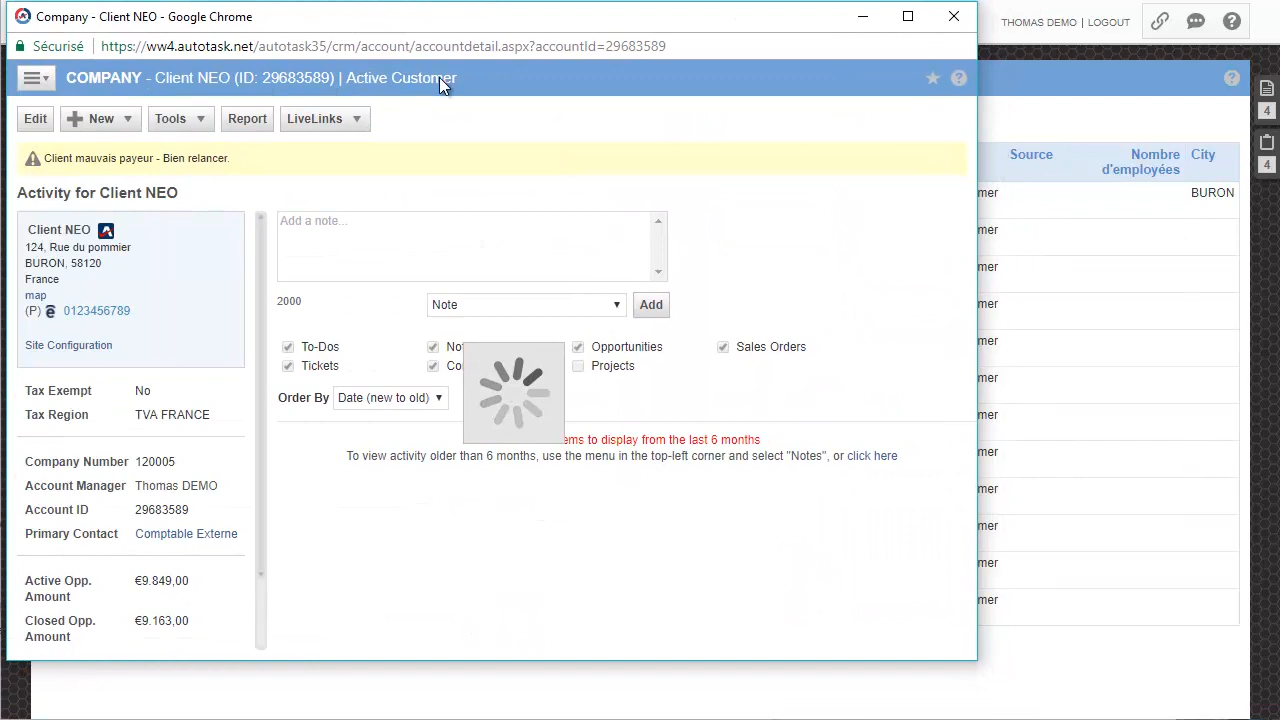 Company - Client NEO - Google Chrome
THOMAS DEMO | LOGOUT
Sécurisé | https://ww4.autotask.net/autotask35/crm/account/accountdetail.aspx?accountId=29683589
COMPANY - Client NEO (ID: 29683589) | Active Customer
Edit New Tools Report LiveLinks
4
4
Client mauvais payeur - Bien relancer.
Source Nombre d'employées City
mer BURON
mer
mer
mer
mer
mer
mer
mer
mer
mer
mer
mer
Activity for Client NEO
Client NEO
124, Rue du pommier
BURON, 58120
France
map
(P) 0123456789
Site Configuration
Tax Exempt No
Tax Region TVA FRANCE
Company Number 120005
Account Manager Thomas DEMO
Account ID 29683589
Primary Contact Comptable Externe
Active Opp. Amount €9.849,00
Closed Opp. Amount €9.163,00
Add a note...
2000 Note Add
To-Dos Opportunities Sales Orders
Tickets Projects
Order By Date (new to old)
ems to display from the last 6 months
To view activity older than 6 months, use the menu in the top-left corner and select "Notes", or click here